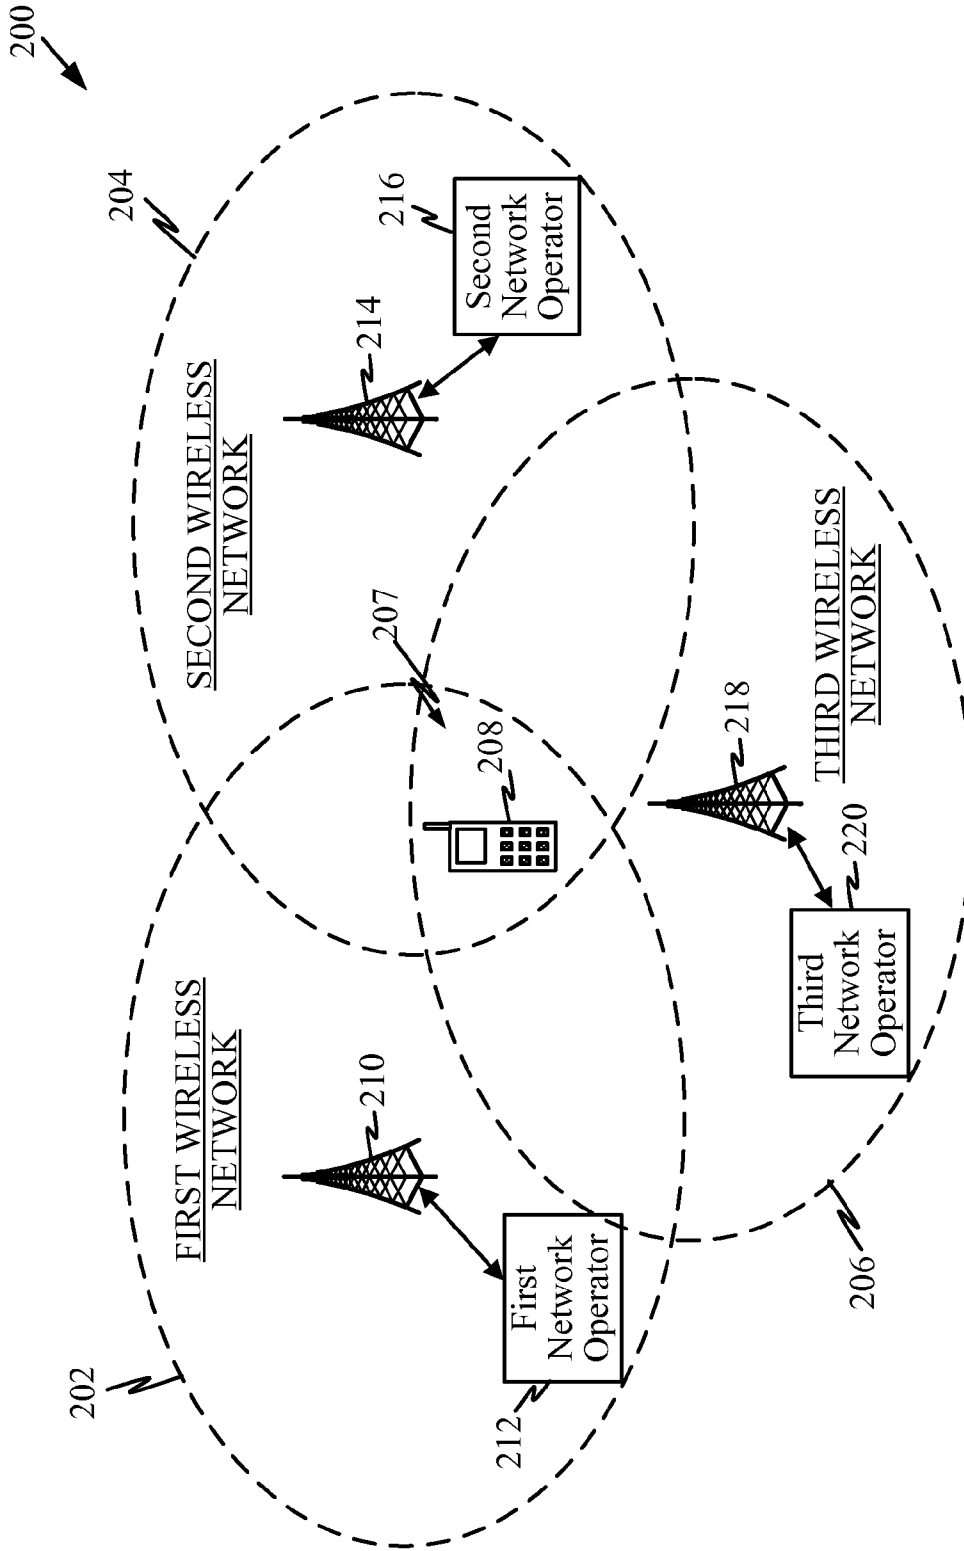 200
204
SECOND WIRELESS
NETWORK
214
216
Second
Network
Operator
207
208
202
FIRST WIRELESS
NETWORK
210
212
First
Network
Operator
THIRD WIRELESS
NETWORK
218
220
Third
Network
Operator
206